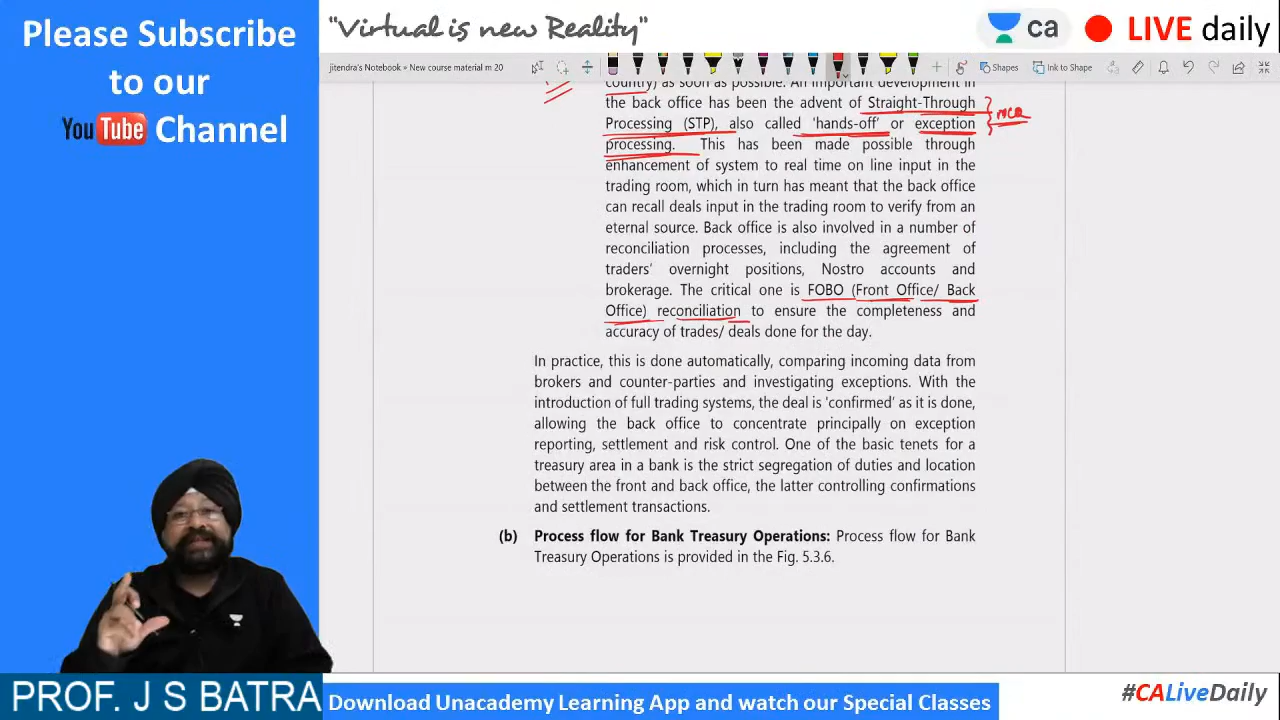 Please Subscribe
to our
You Tube Channel
"Virtual is new Reality"
ca
LIVE daily
jitendra's Notebook » New course material m 20
Shapes
Ink to Shape
country) as soon as possible. An important development in
the back office has been the advent of Straight-Through
Processing (STP), also called 'hands-off' or exception
processing. This has been made possible through
enhancement of system to real time on line input in the
trading room, which in turn has meant that the back office
can recall deals input in the trading room to verify from an
eternal source. Back office is also involved in a number of
reconciliation processes, including the agreement of
traders' overnight positions, Nostro accounts and
brokerage. The critical one is FOBO (Front Office/ Back
Office) reconciliation to ensure the completeness and
accuracy of trades/ deals done for the day.
MCQ
In practice, this is done automatically, comparing incoming data from
brokers and counter-parties and investigating exceptions. With the
introduction of full trading systems, the deal is 'confirmed' as it is done,
allowing the back office to concentrate principally on exception
reporting, settlement and risk control. One of the basic tenets for a
treasury area in a bank is the strict segregation of duties and location
between the front and back office, the latter controlling confirmations
and settlement transactions.
(b) Process flow for Bank Treasury Operations: Process flow for Bank
Treasury Operations is provided in the Fig. 5.3.6.
PROF. J S BATRA
Download Unacademy Learning App and watch our Special Classes
#CALiveDaily